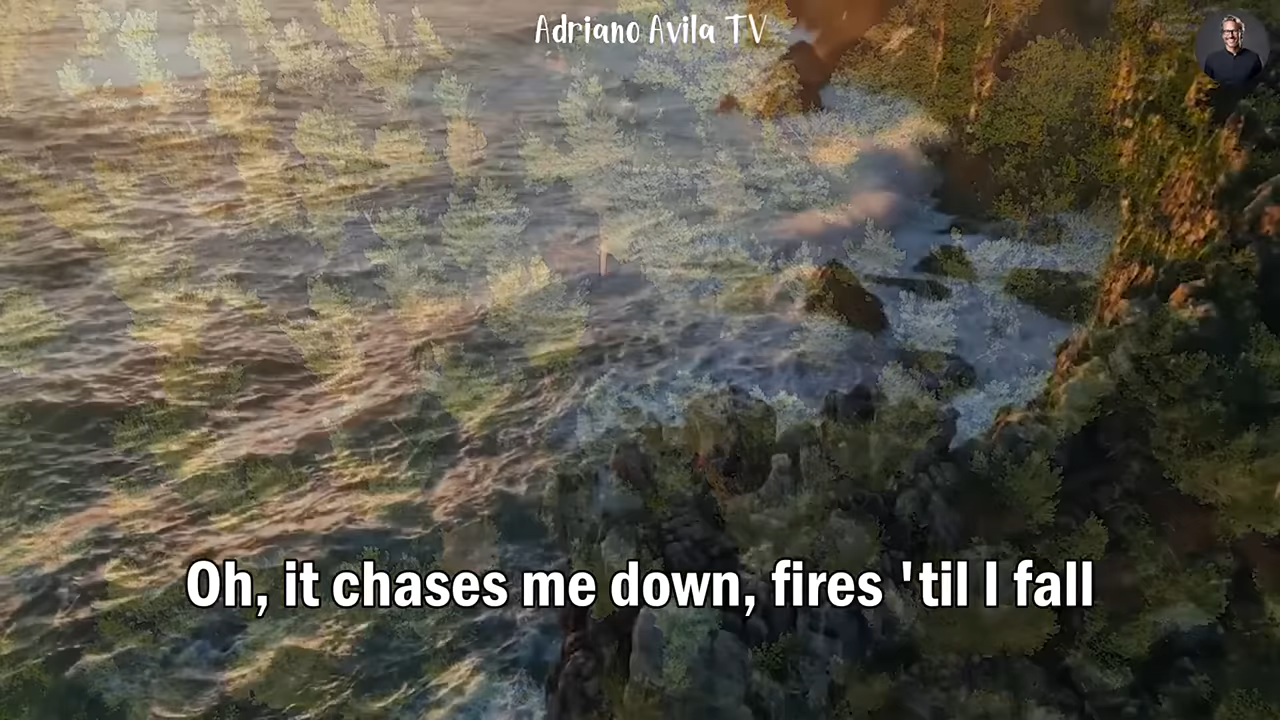 Adriano Avila TV
Oh, it chases me down, fires 'til I fall